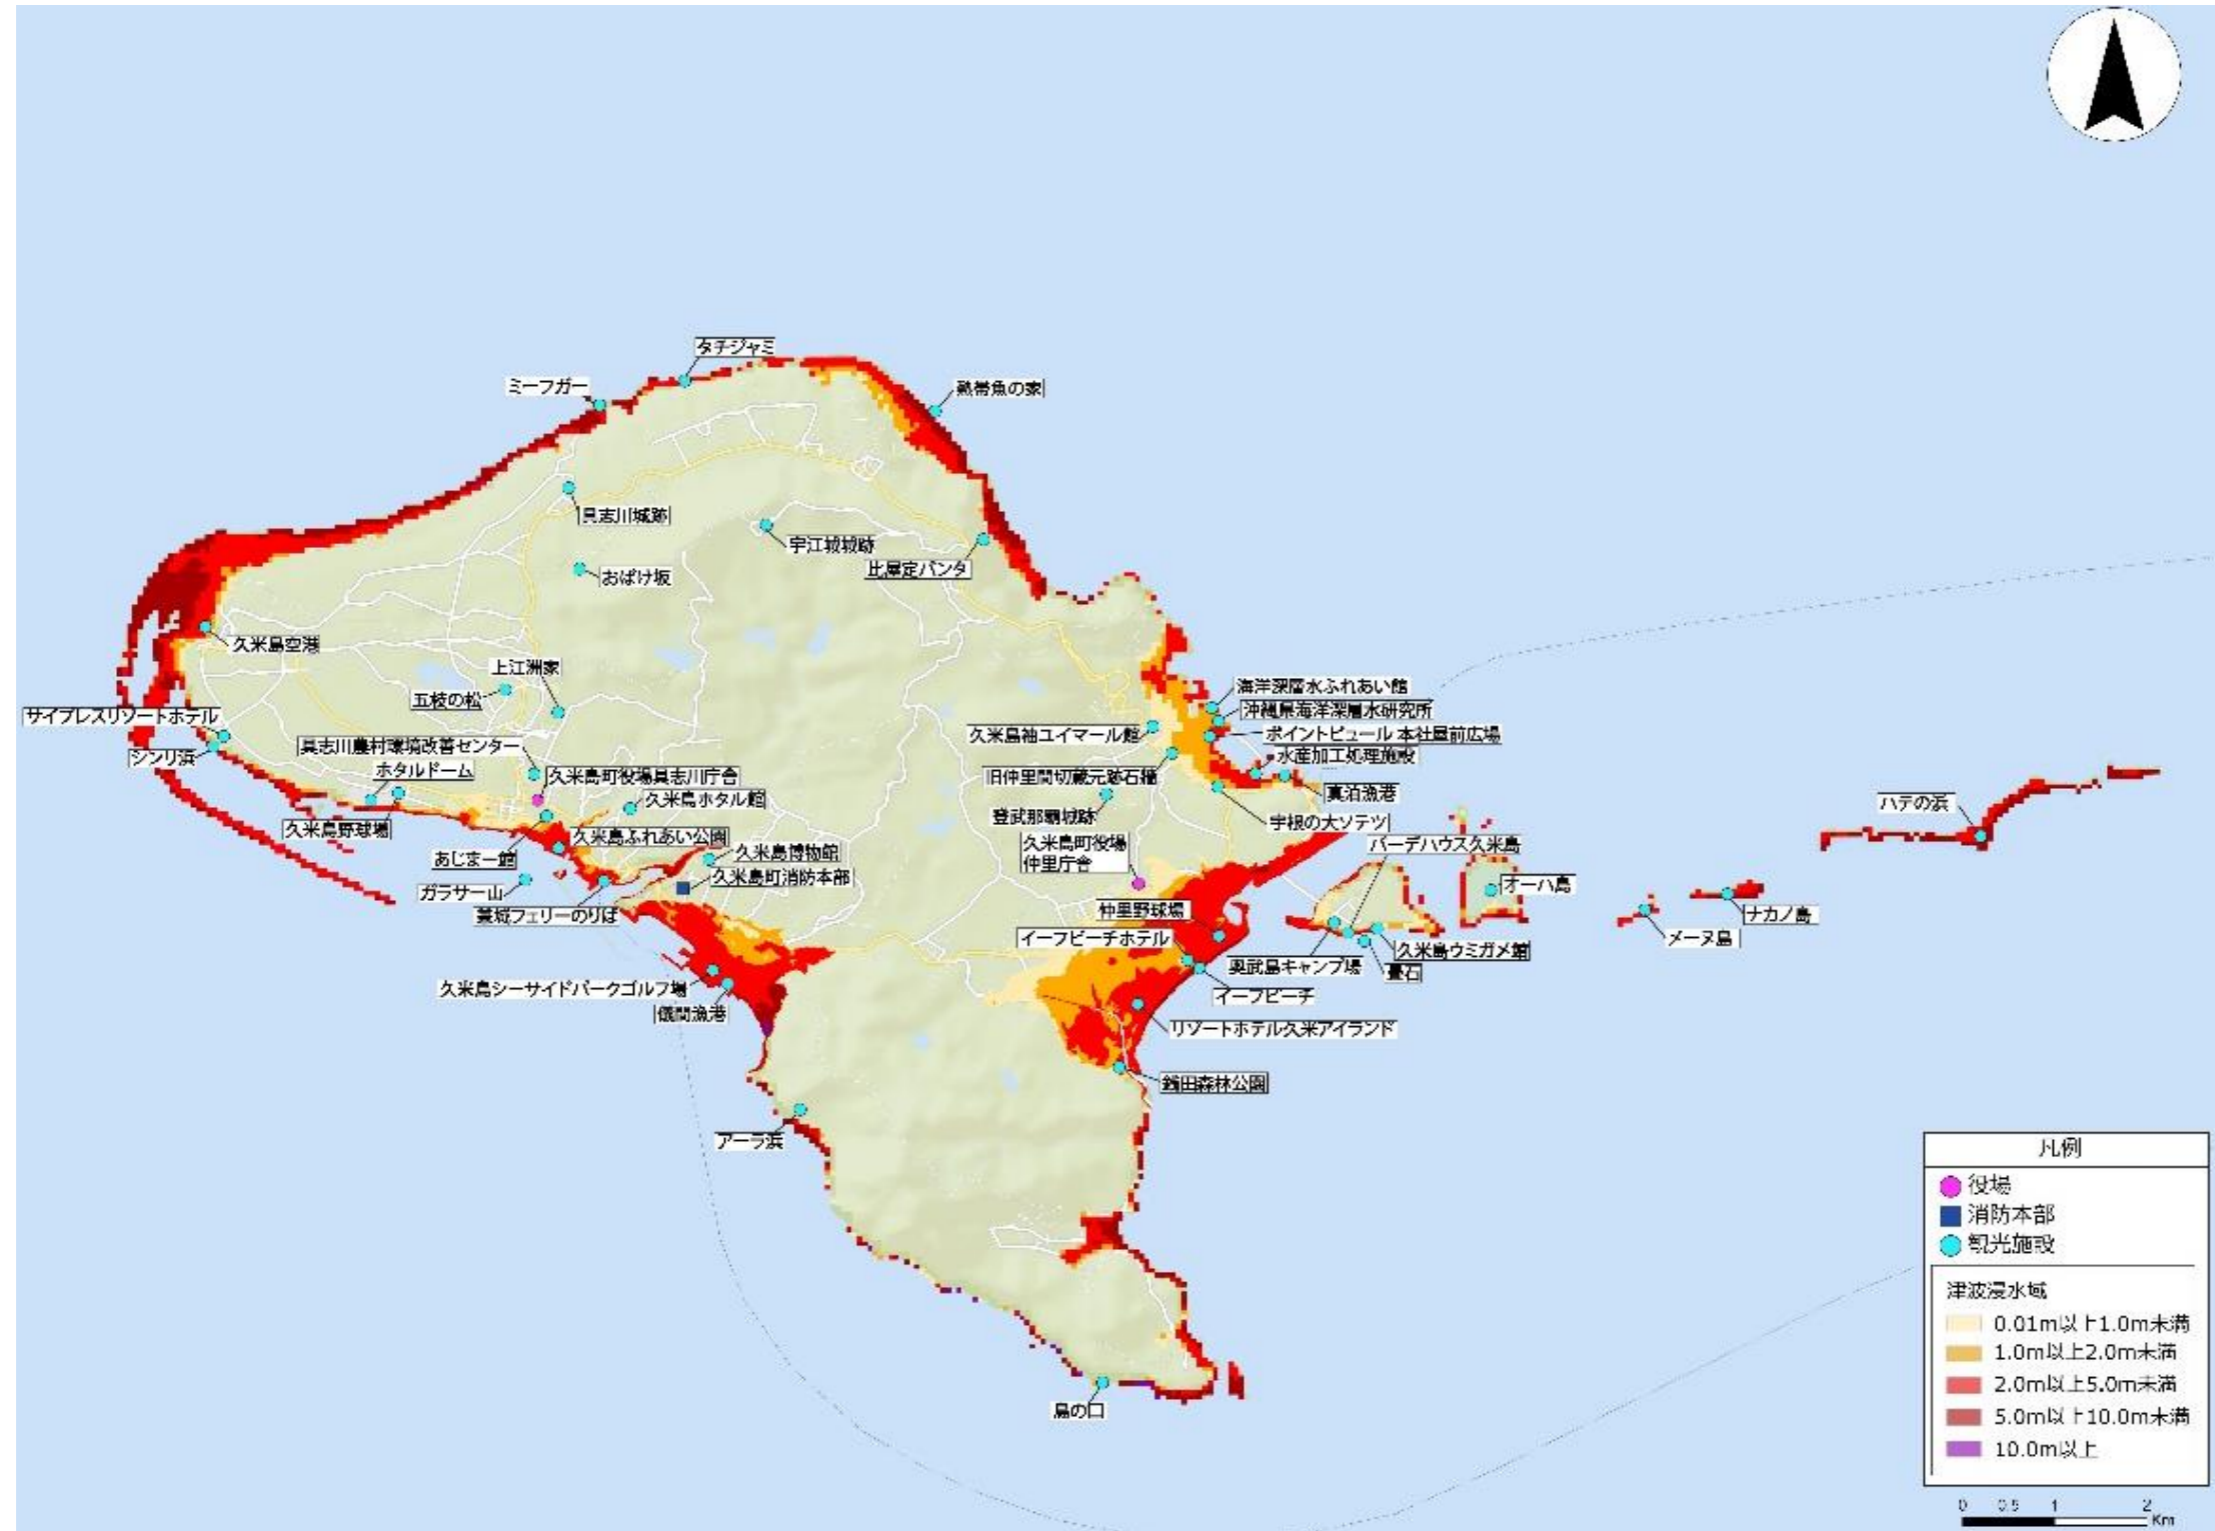 タチジャミ
ミーフガー
熱帯魚の家
具志川城跡
宇江城城跡
比屋定バンタ
おばけ坂
久米島空港
上江洲家
五枝の松
サイプレスリゾートホテル
シンリ浜
具志川農村環境改善センター
ホタルドーム
久米島町役場具志川庁舎
久米島ホタル館
久米島野球場
久米島ふれあい公園
あじまー館
久米島博物館
ガラサー山
久米島町消防本部
兼城フェリーのりば
海洋深層水ふれあい館
沖縄県海洋深層水研究所
久米島紬ユイマール館
ポイントピュール 本社屋前広場
水産加工処理施設
旧仲里間切蔵元跡石橋
真泊漁港
登武那覇城跡
宇根の大ソテツ
久米島町役場
仲里庁舎
バーデハウス久米島
ハテの浜
オーハ島
仲里野球場
ナカノ島
メーヌ島
イーフビーチホテル
久米島ウミガメ館
奥武島キャンプ場
畳石
久米島シーサイドパークゴルフ場
イーフビーチ
儀間漁港
リゾートホテル久米アイランド
銭田森林公園
アーラ浜
島の口
凡例
役場
消防本部
観光施設
津波浸水域
0.01m以上1.0m未満
1.0m以上2.0m未満
2.0m以上5.0m未満
5.0m以上10.0m未満
10.0m以上
0 0.5 1 2
Km